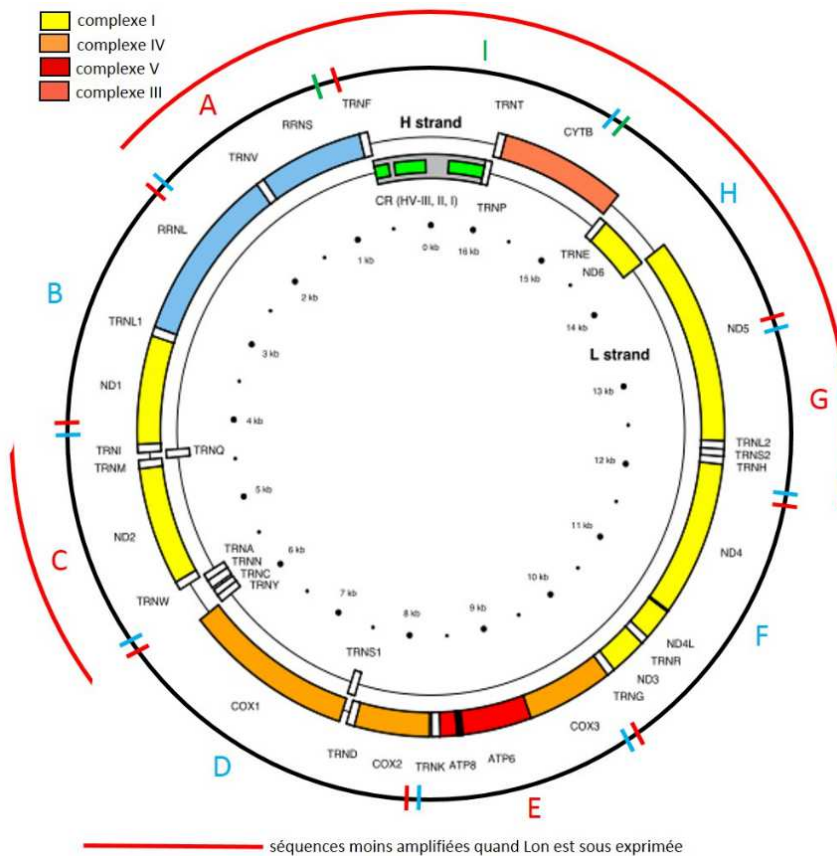 complexe I
complexe IV
complexe V
complexe III
I
A
TRNF
TRNT
RRNS
H strand
CYTB
TRNV
CR (HV-III, II, I)
TRNP
H
RRNL
TRNE
ND6
0 kb
16 kb
1 kb
15 kb
2 kb
14 kb
B
TRNL1
ND5
3 kb
L strand
ND1
13 kb
G
4 kb
TRNI
TRNQ
TRNM
TRNL2
TRNS2
TRNH
12 kb
5 kb
ND2
11 kb
ND4
C
TRNA
TRNN
TRNC
TRNY
6 kb
10 kb
TRNW
7 kb
9 kb
8 kb
F
ND4L
TRNR
ND3
TRNG
TRNS1
COX1
COX3
TRND
COX2
TRNK
ATP8
ATP6
D
E
séquences moins amplifiées quand Lon est sous exprimée